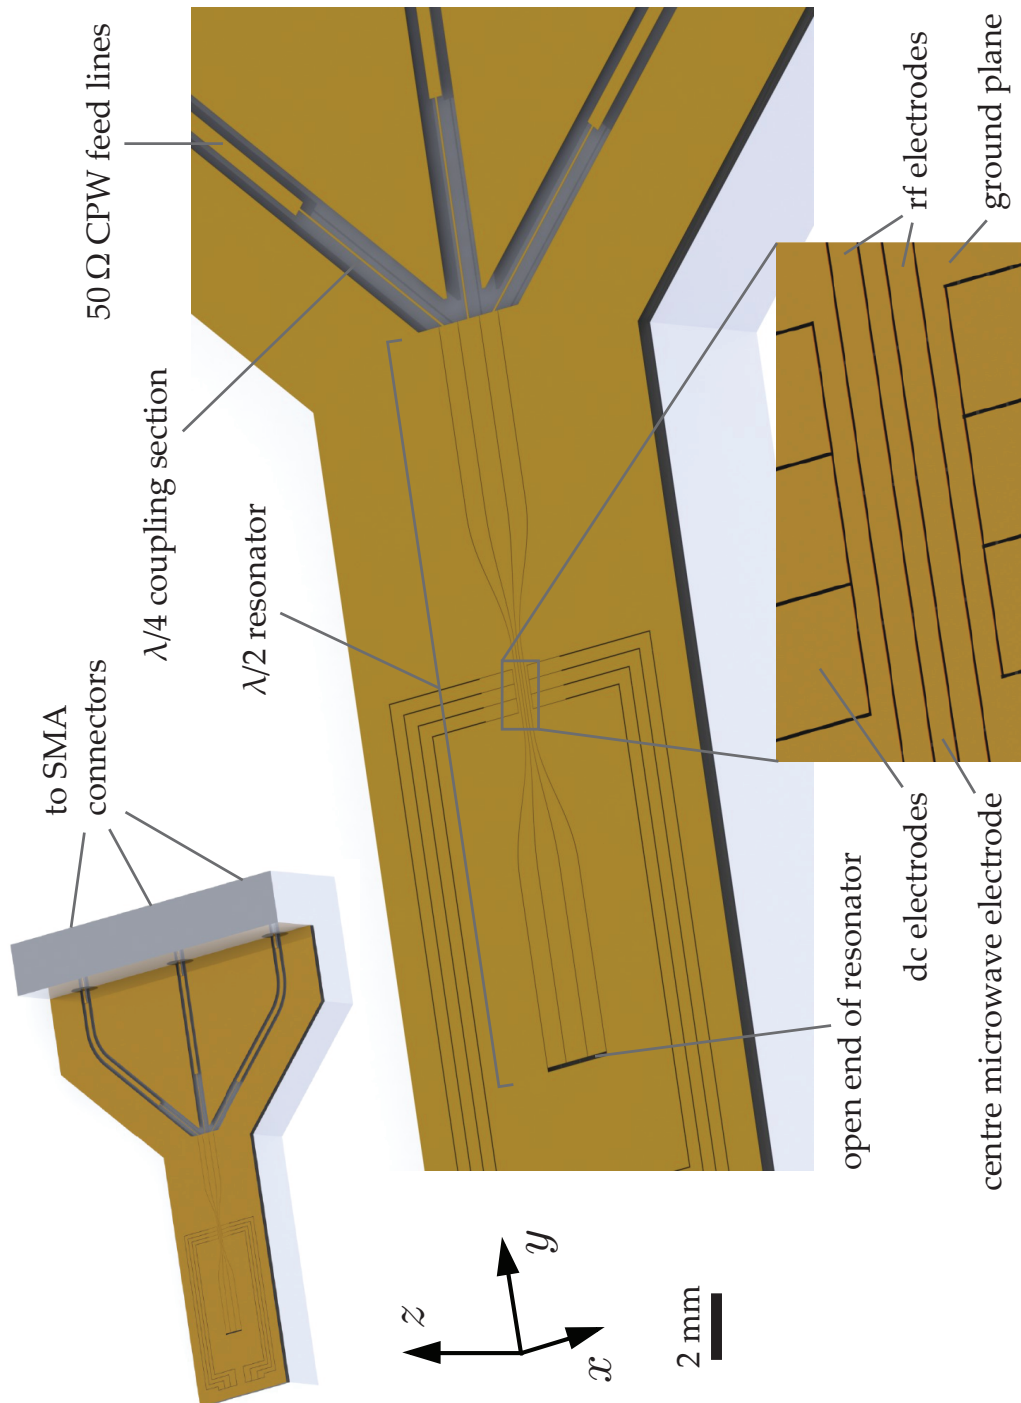 to SMA
connectors
50 Ω CPW feed lines
λ/4 coupling section
λ/2 resonator
rf electrodes
ground plane
dc electrodes
centre microwave electrode
open end of resonator
z
y
x
2 mm